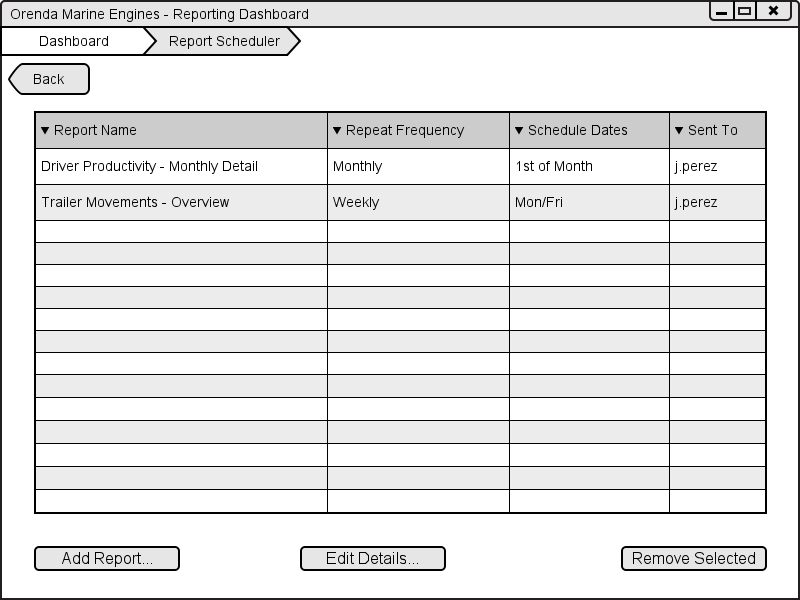 Orenda Marine Engines - Reporting Dashboard
Dashboard Report Scheduler
Back
▼ Report Name ▼ Repeat Frequency ▼ Schedule Dates ▼ Sent To
Driver Productivity - Monthly Detail Monthly 1st of Month j.perez
Trailer Movements - Overview Weekly Mon/Fri j.perez
Add Report... Edit Details... Remove Selected